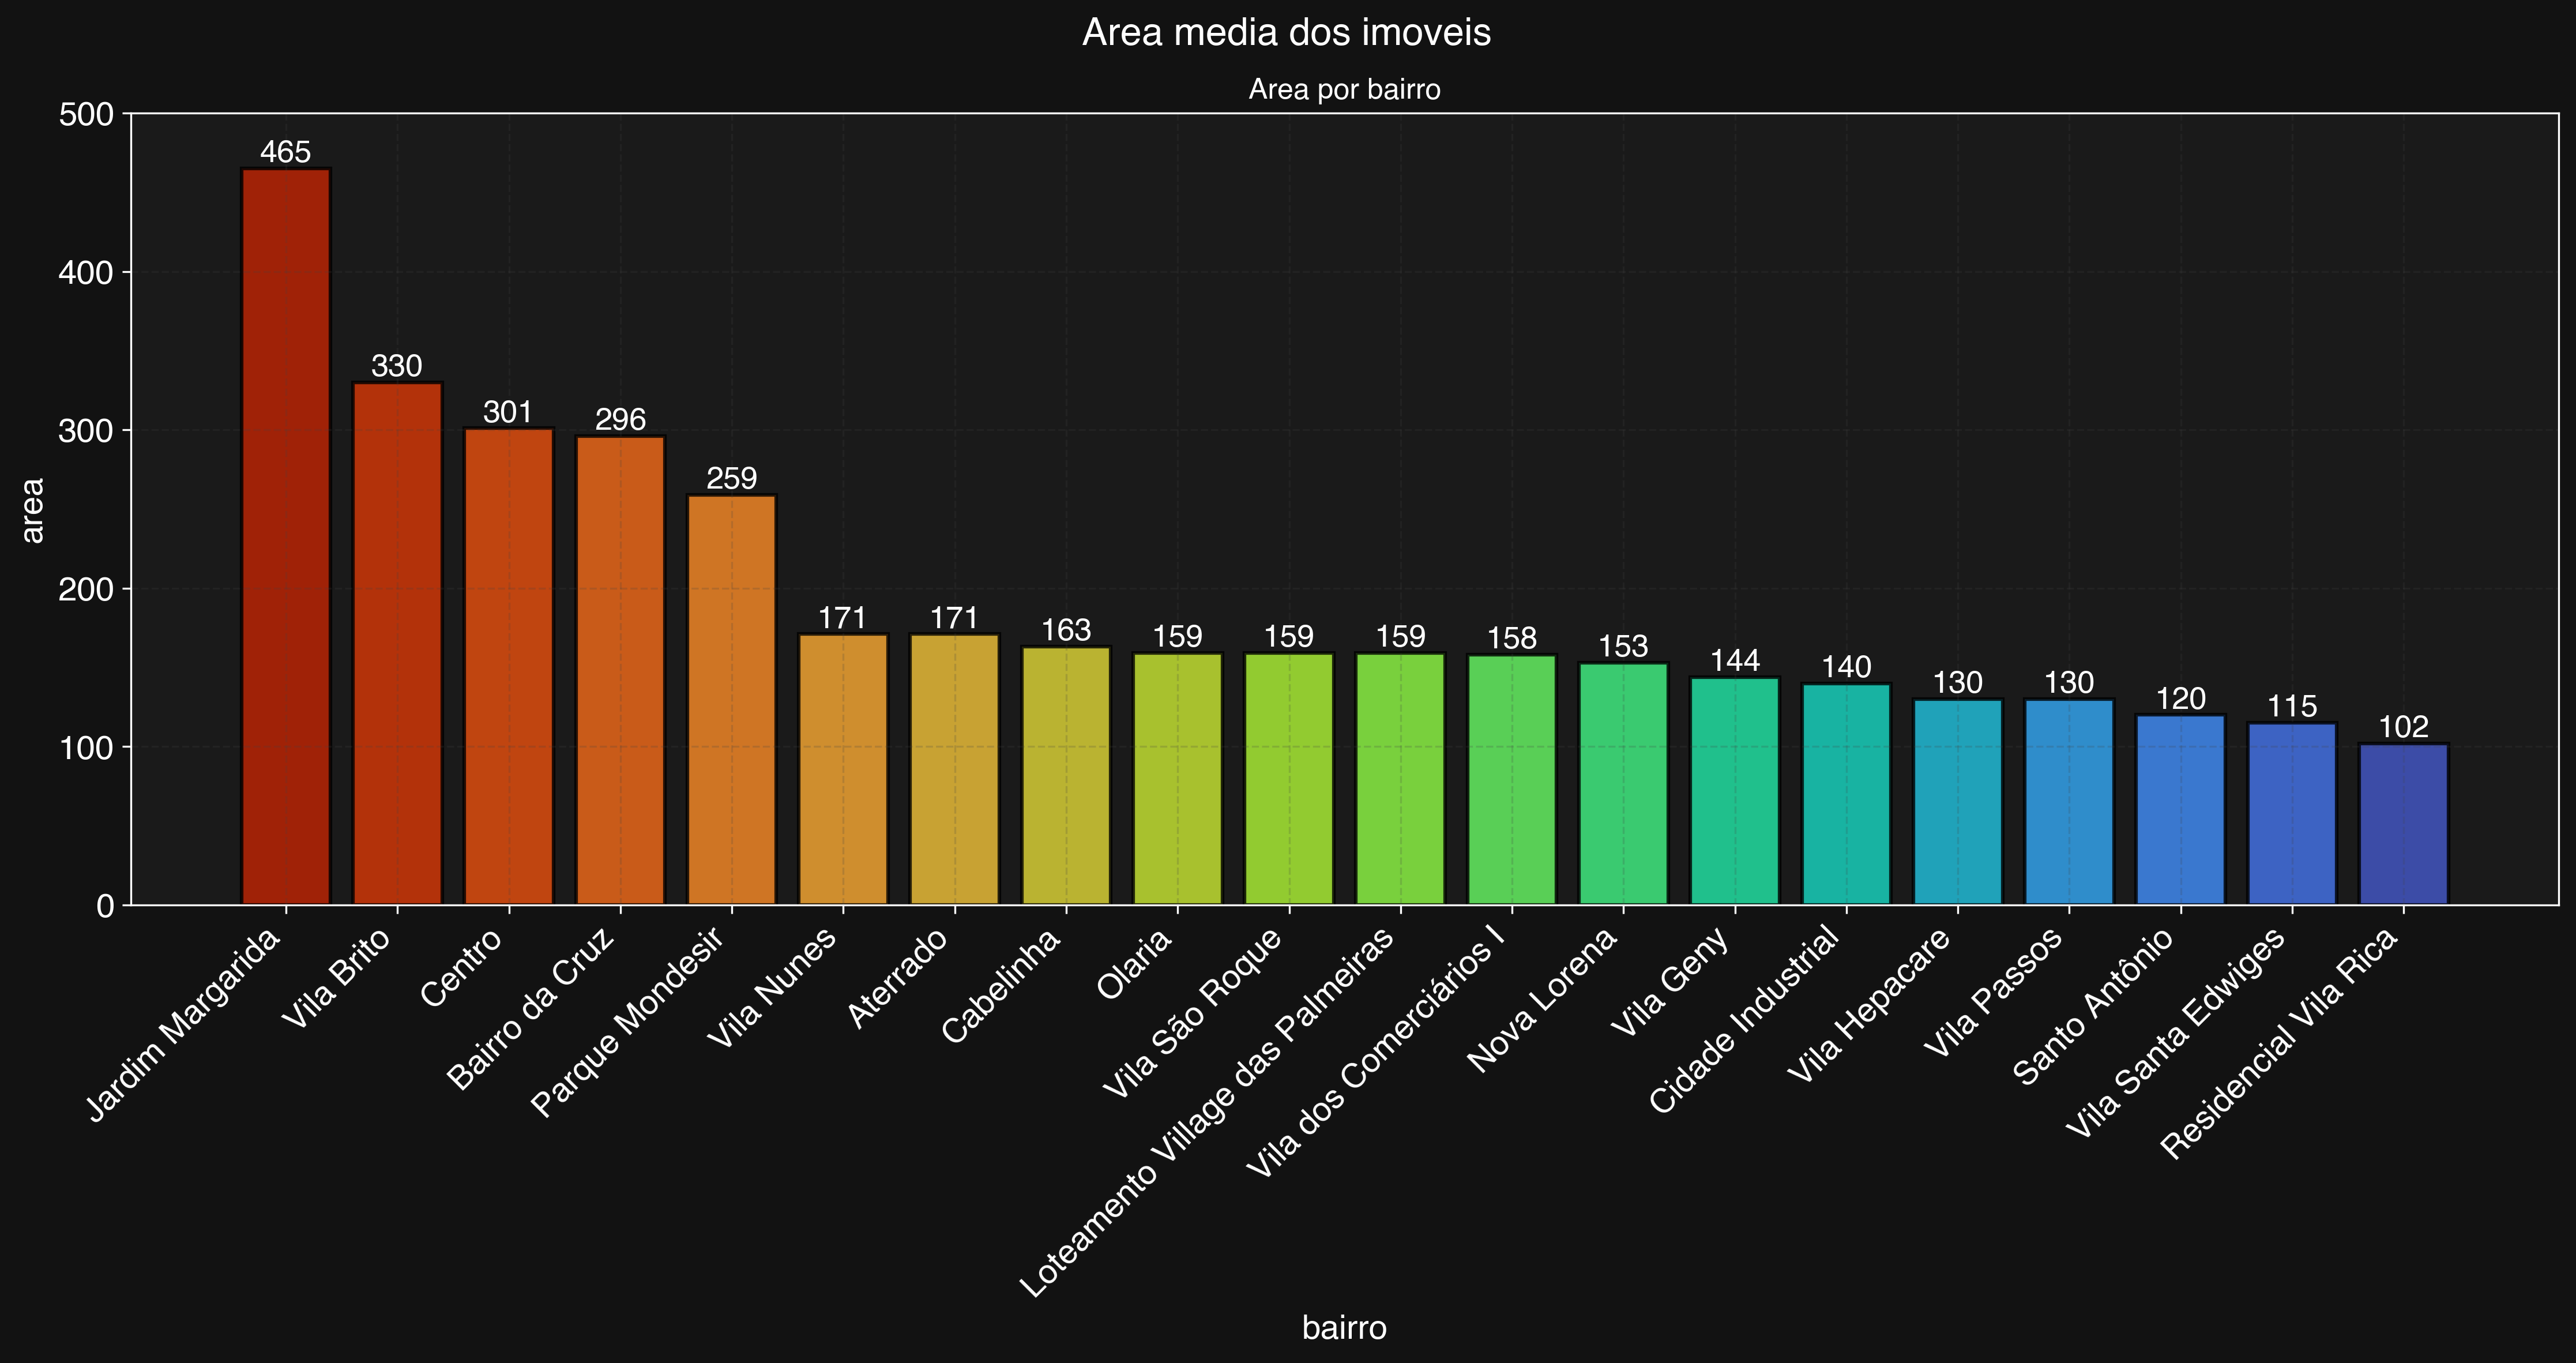 Area media dos imoveis
Area por bairro
area
500
400
300
200
100
0
465
330
301
296
259
171
171
163
159
159
159
158
153
144
140
130
130
120
115
102
Jardim Margarida
Vila Brito
Centro
Bairro da Cruz
Parque Mondesir
Vila Nunes
Aterrado
Cabelinha
Olaria
Vila São Roque
Loteamento Village das Palmeiras
Vila dos Comerciários I
Nova Lorena
Vila Geny
Cidade Industrial
Vila Hepacare
Vila Passos
Santo Antônio
Vila Santa Edwiges
Residencial Vila Rica
bairro